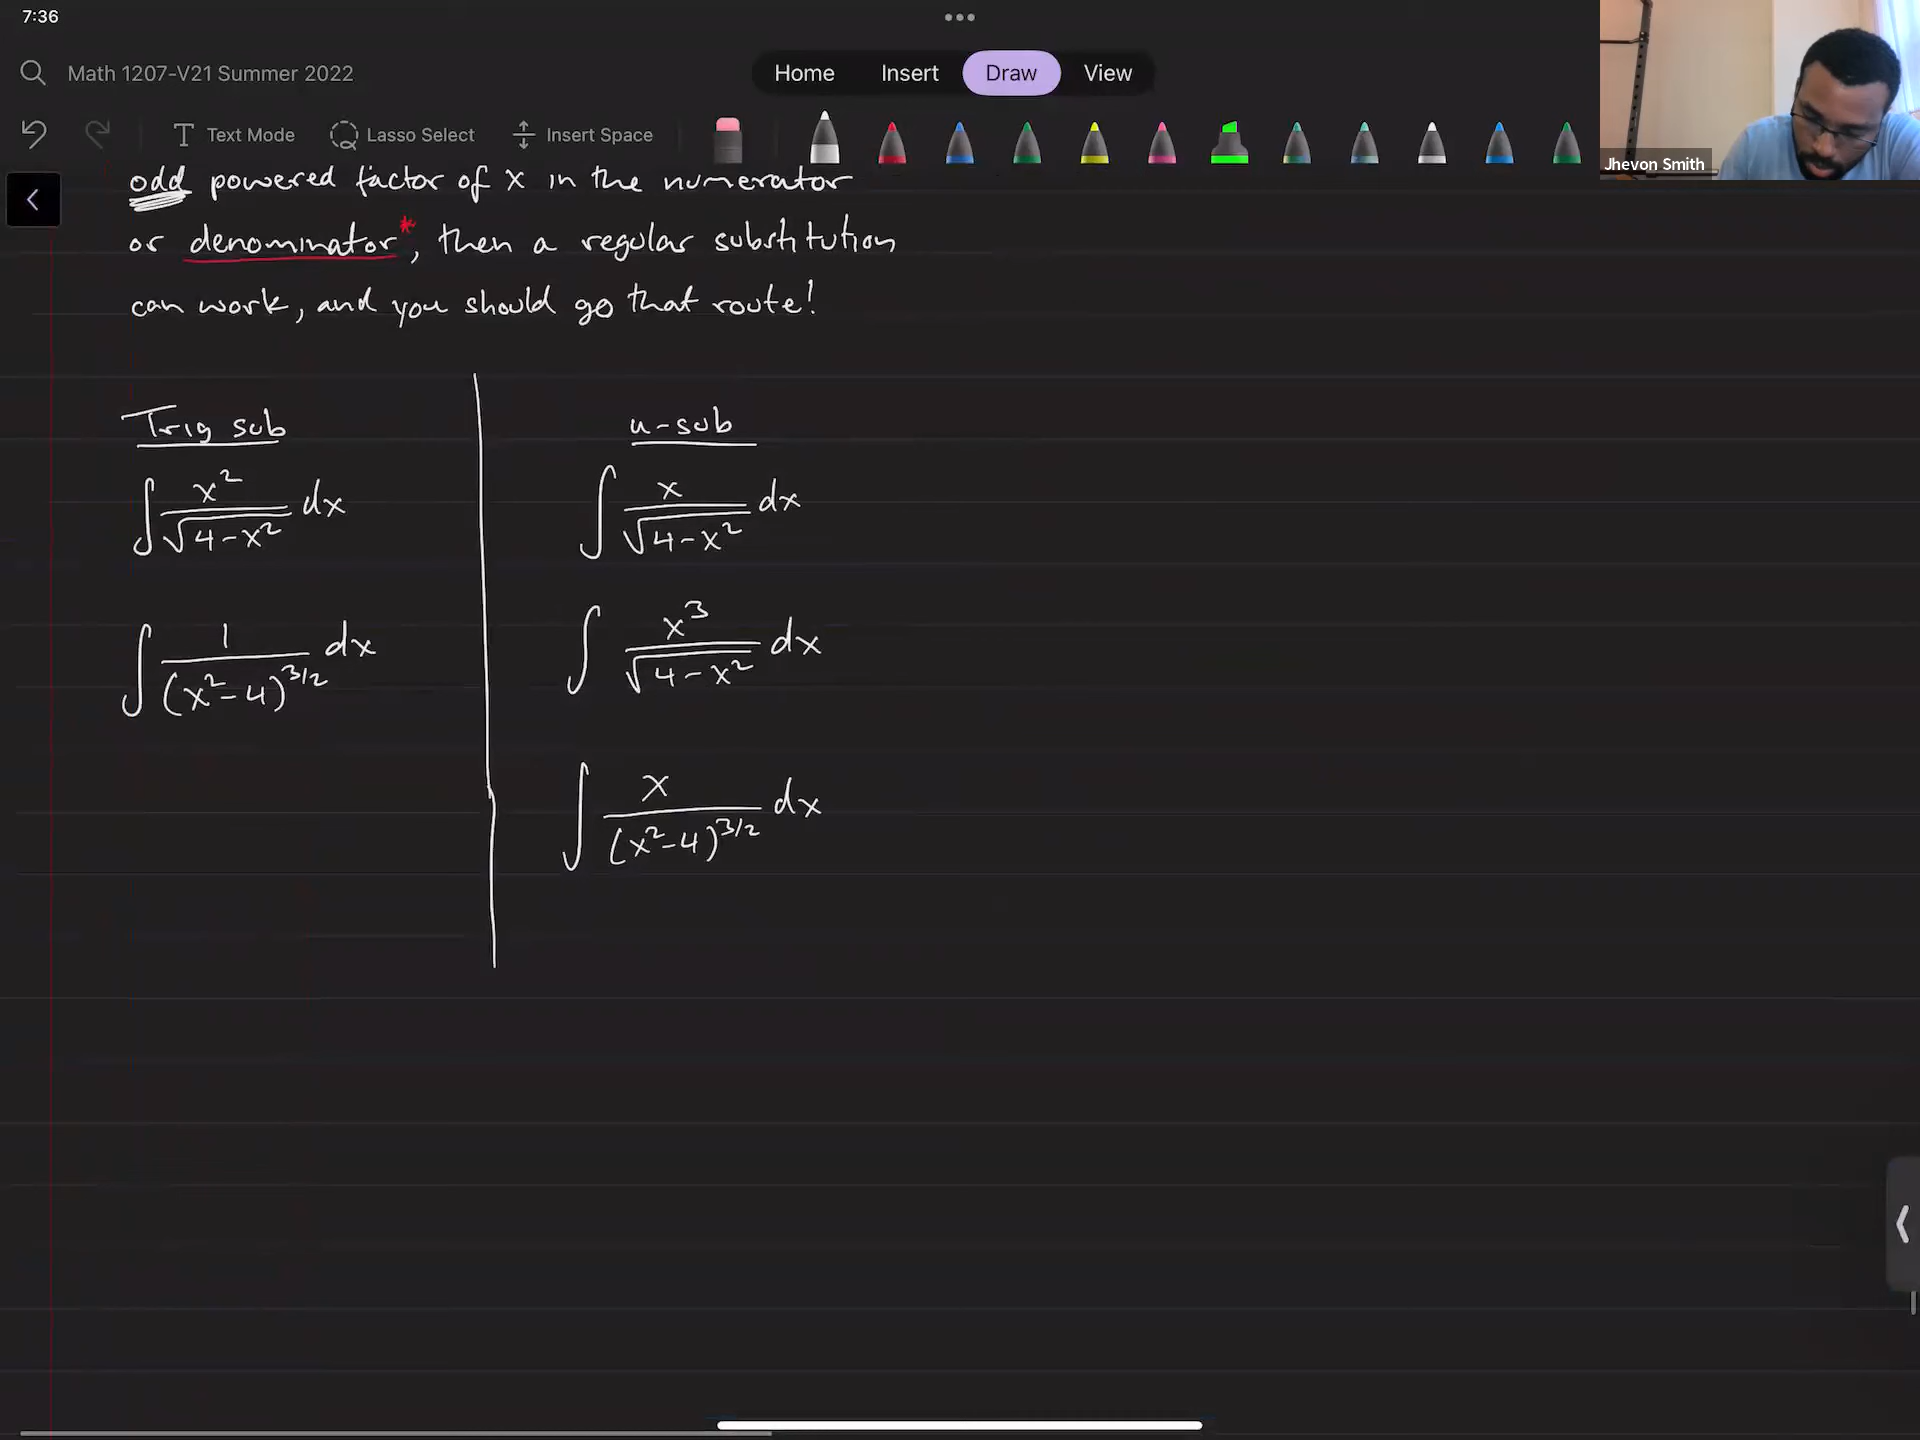 7:36
Math 1207-V21 Summer 2022
Home Insert Draw View
Text Mode Lasso Select Insert Space
Jhevon Smith
odd powered factor of x in the numerator
or denominator*, then a regular substitution
can work, and you should go that route!
Trig sub
∫ x²/√(4-x²) dx
∫ 1/(x²-4)^(3/2) dx
u-sub
∫ x/√(4-x²) dx
∫ x³/√(4-x²) dx
∫ x/(x²-4)^(3/2) dx